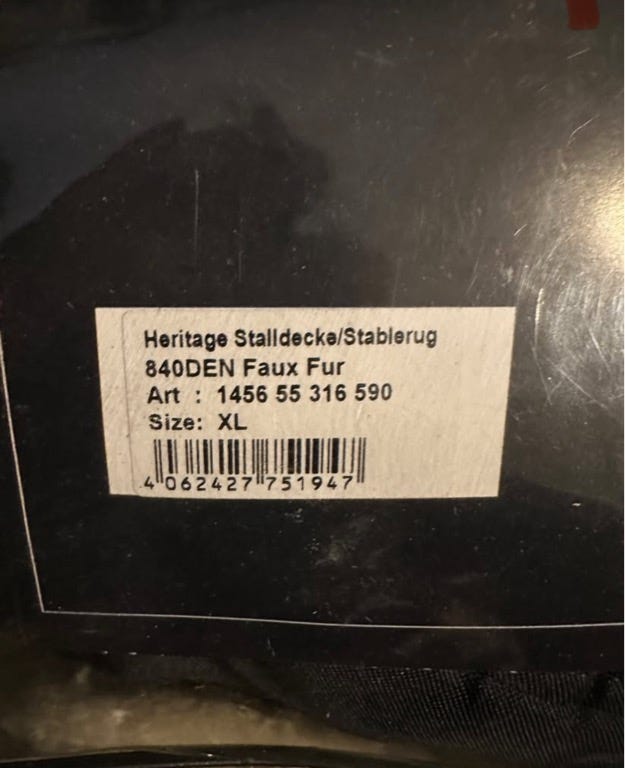 Heritage Stalldecke/Stablerug
840DEN Faux Fur
Art : 1456 55 316 590
Size: XL
4 062427 751947